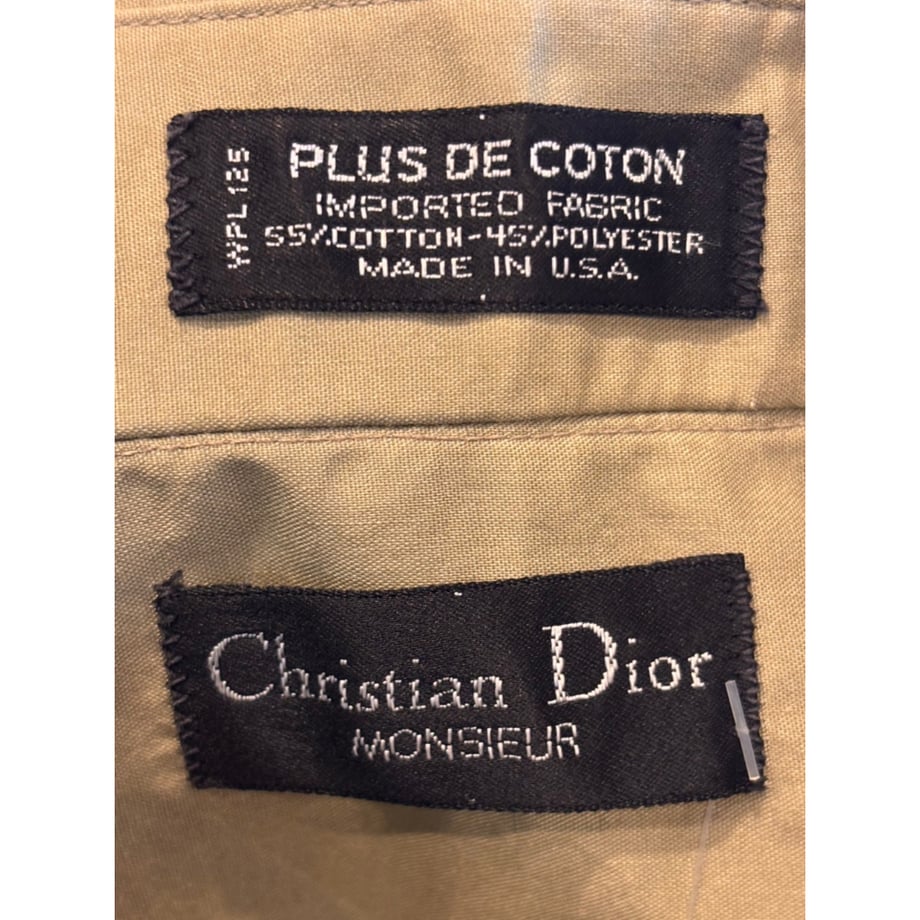 WPL 125
PLUS DE COTON
IMPORTED FABRIC
55%COTTON-45%POLYESTER
MADE IN U.S.A.
Christian Dior
MONSIEUR